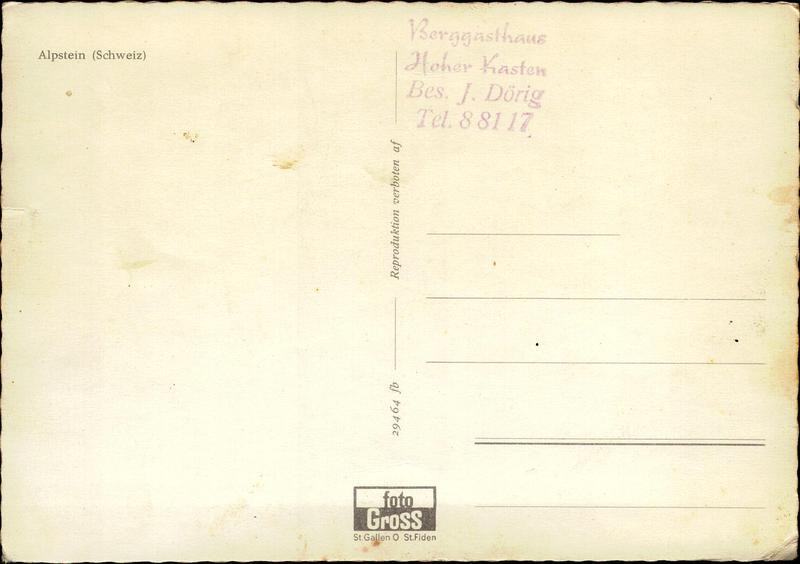 Alpstein (Schweiz)
Berggasthaus
Hoher Kasten
Bes. J. Dörig
Tel. 8 81 17
Reproduktion verboten af
29464 fb
foto
Gross
St.Gallen O St.Fiden